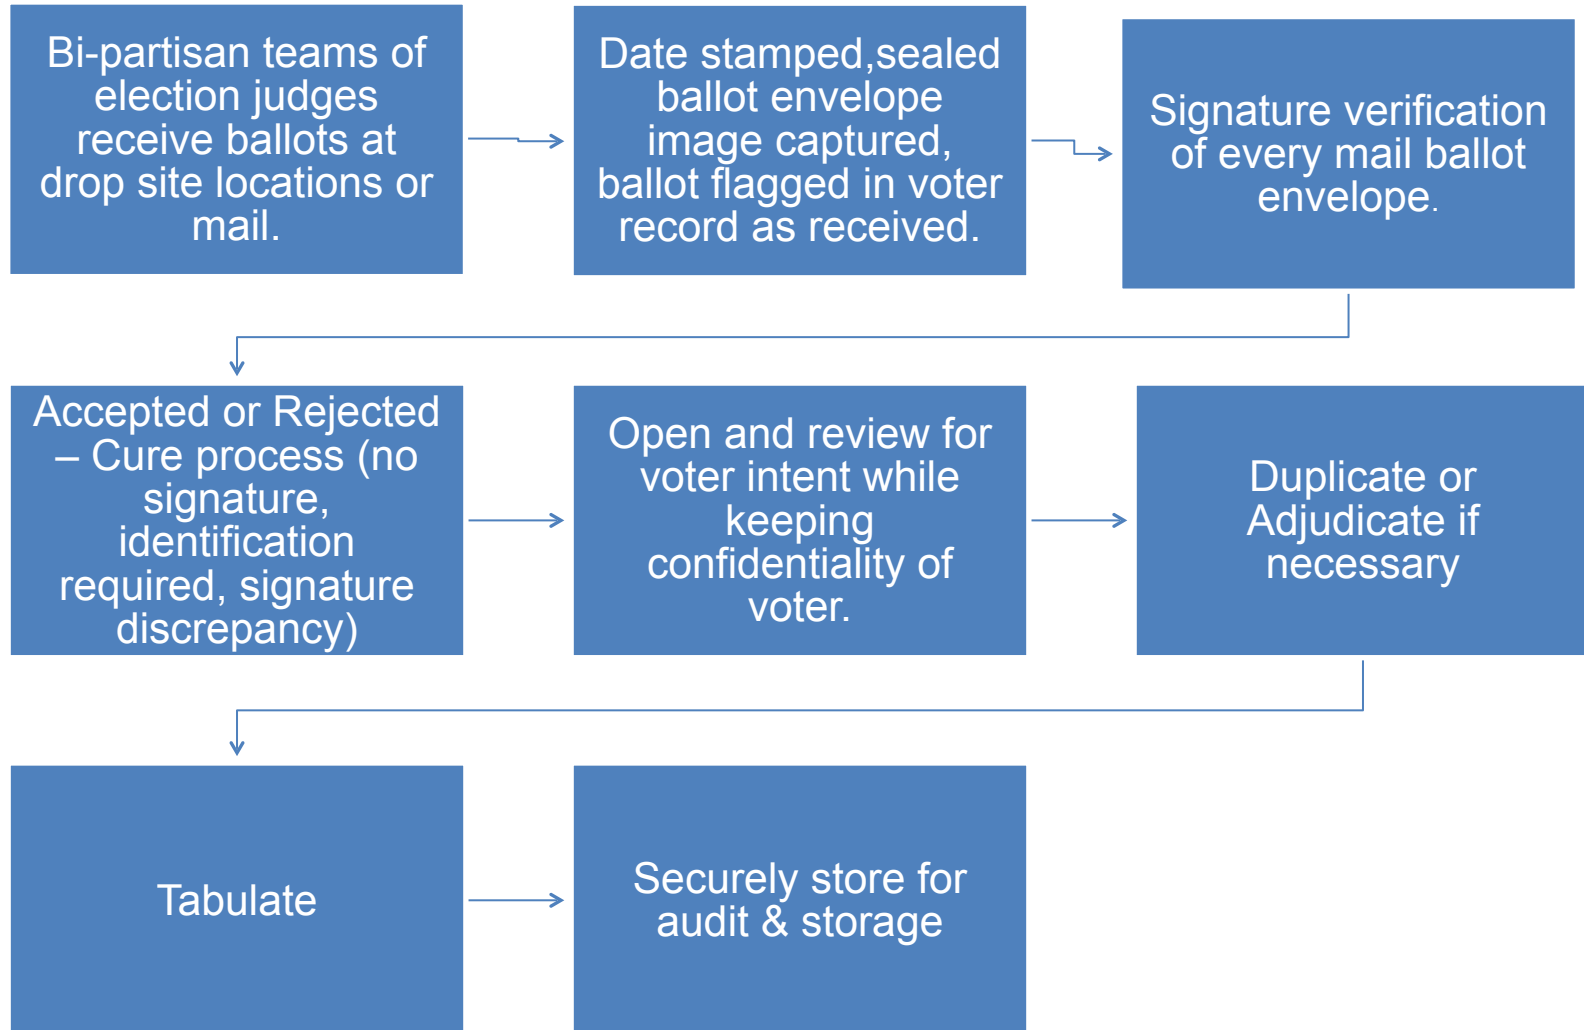 Bi-partisan teams of
election judges
receive ballots at
drop site locations or
mail.
Date stamped,sealed
ballot envelope
image captured,
ballot flagged in voter
record as received.
Signature verification
of every mail ballot
envelope.
Accepted or Rejected
– Cure process (no
signature,
identification
required, signature
discrepancy)
Open and review for
voter intent while
keeping
confidentiality of
voter.
Duplicate or
Adjudicate if
necessary
Tabulate
Securely store for
audit & storage